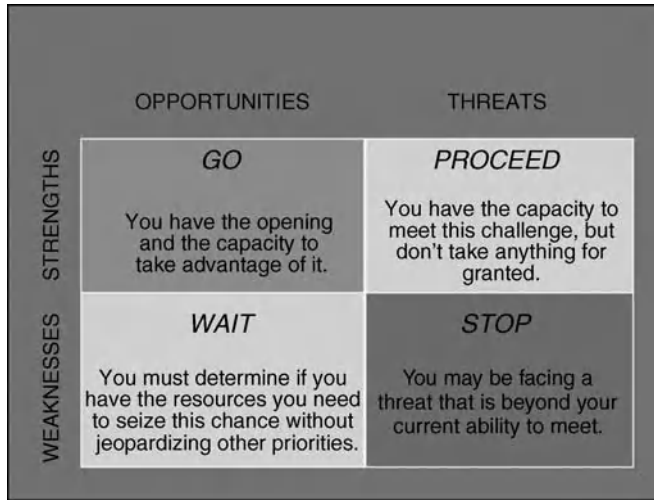 OPPORTUNITIES
THREATS
STRENGTHS
GO
You have the opening
and the capacity to
take advantage of it.
PROCEED
You have the capacity to
meet this challenge, but
don't take anything for
granted.
WEAKNESSES
WAIT
You must determine if you
have the resources you need
to seize this chance without
jeopardizing other priorities.
STOP
You may be facing a
threat that is beyond your
current ability to meet.